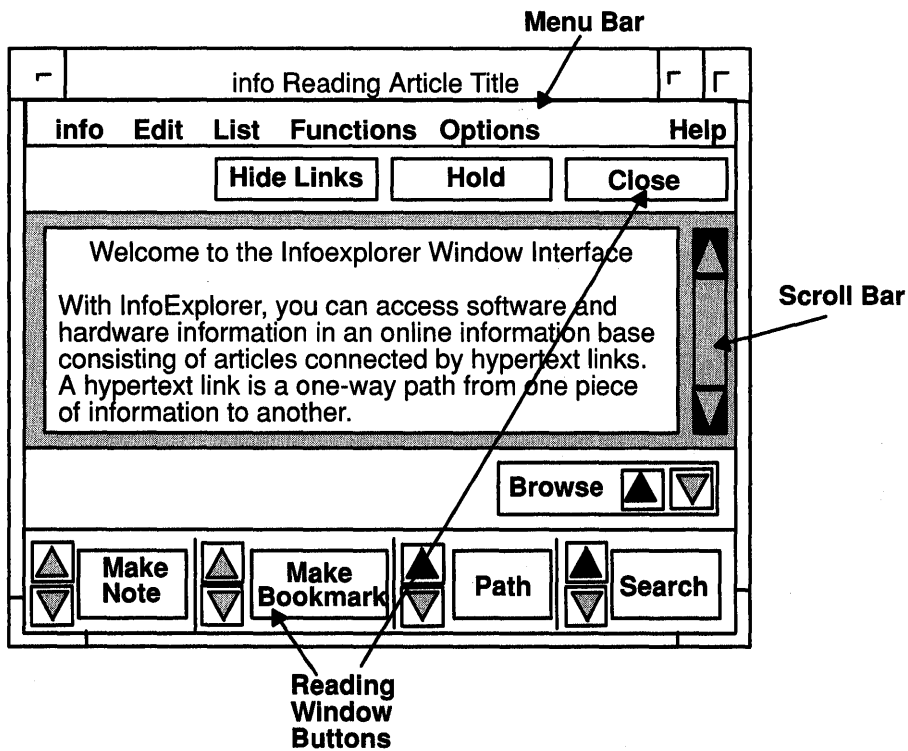 Menu Bar
info Reading Article Title
info Edit List Functions Options Help
Hide Links Hold Close
Welcome to the Infoexplorer Window Interface
With InfoExplorer, you can access software and
hardware information in an online information base
consisting of articles connected by hypertext links.
A hypertext link is a one-way path from one piece
of information to another.
Scroll Bar
Browse
Make
Note
Make
Bookmark
Path
Search
Reading
Window
Buttons